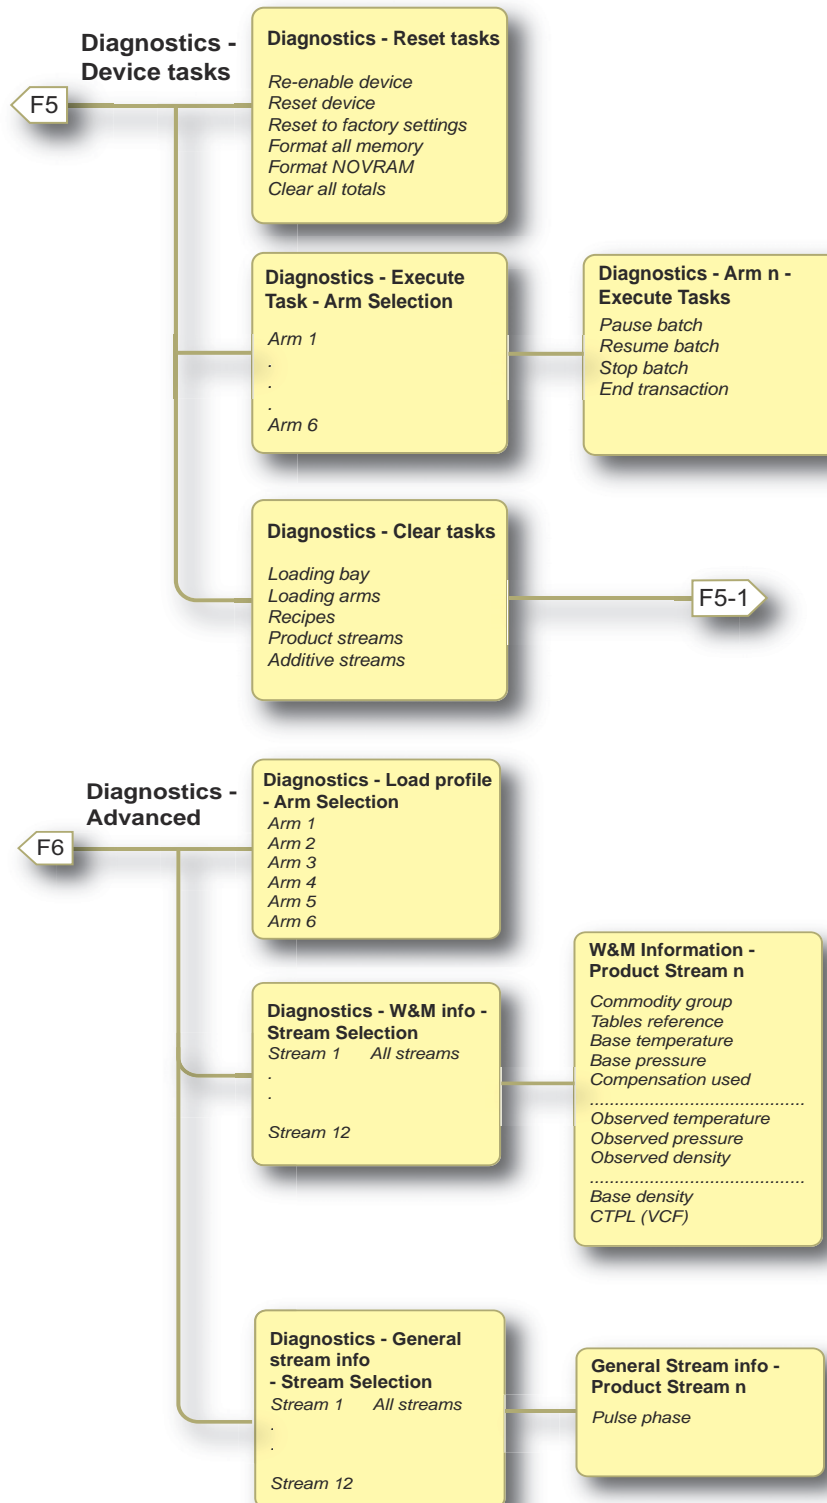 Diagnostics -
Device tasks
F5
Diagnostics - Reset tasks
Re-enable device
Reset device
Reset to factory settings
Format all memory
Format NOVRAM
Clear all totals
Diagnostics - Execute
Task - Arm Selection
Arm 1
.
.
.
Arm 6
Diagnostics - Arm n -
Execute Tasks
Pause batch
Resume batch
Stop batch
End transaction
Diagnostics - Clear tasks
Loading bay
Loading arms
Recipes
Product streams
Additive streams
F5-1
Diagnostics -
Advanced
F6
Diagnostics - Load profile
- Arm Selection
Arm 1
Arm 2
Arm 3
Arm 4
Arm 5
Arm 6
Diagnostics - W&M info -
Stream Selection
Stream 1 All streams
.
.
Stream 12
W&M Information -
Product Stream n
Commodity group
Tables reference
Base temperature
Base pressure
Compensation used
...........................................
Observed temperature
Observed pressure
Observed density
...........................................
Base density
CTPL (VCF)
Diagnostics - General
stream info
- Stream Selection
Stream 1 All streams
.
.
Stream 12
General Stream info -
Product Stream n
Pulse phase